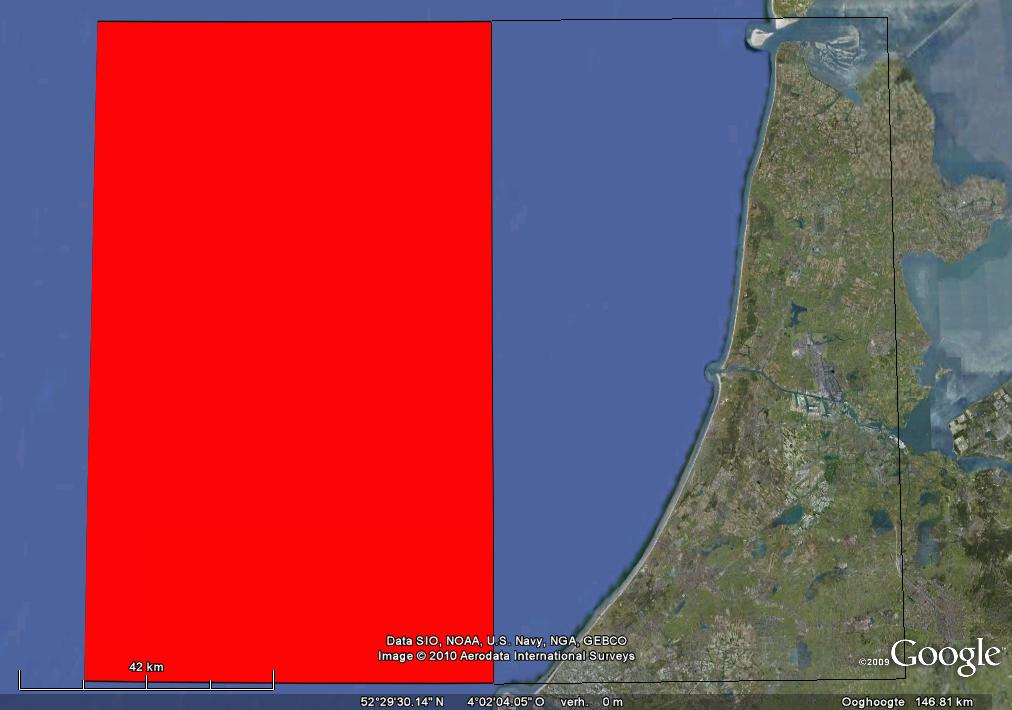 Data SIO, NOAA, U.S. Navy, NGA, GEBCO
Image © 2010 Aerodata International Surveys
42 km
©2009 Google™
52°29'30.14" N 4°02'04.05" O verh. 0 m Ooghoogte 146.81 km